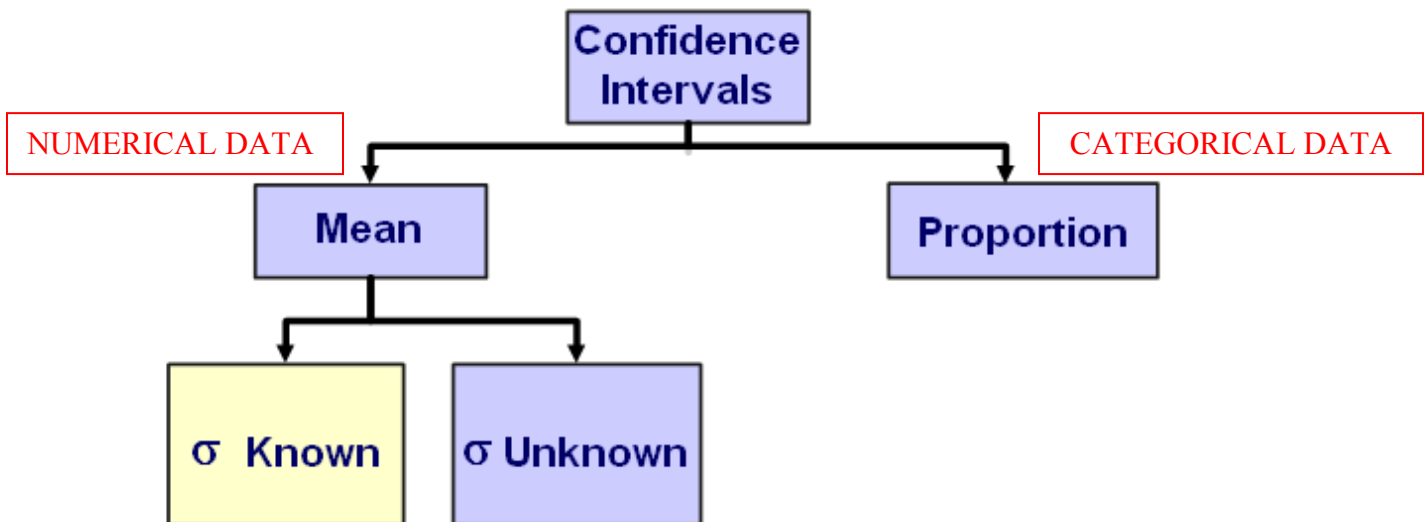 Confidence
Intervals
NUMERICAL DATA
CATEGORICAL DATA
Mean
Proportion
σ Known
σ Unknown